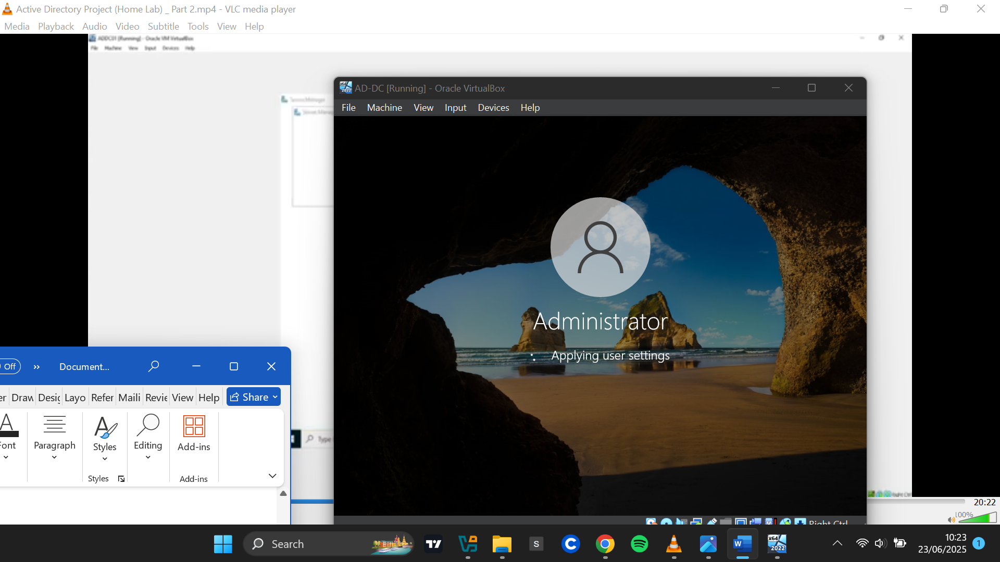 Active Directory Project (Home Lab) _ Part 2.mp4 - VLC media player
Media Playback Audio Video Subtitle Tools View Help
ADDC01 [Running] - Oracle VM VirtualBox
File Machine View Input Devices Help
AD-DC [Running] - Oracle VirtualBox
File Machine View Input Devices Help
Administrator
Applying user settings
Off » Document...
er Draw Desig Layo Refer Maili Revie View Help Share
Font Paragraph Styles Editing Add-ins
Styles Add-ins
Type
Right Ctrl
Right Ctrl
20:22
100%
Search
10:23
23/06/2025
1